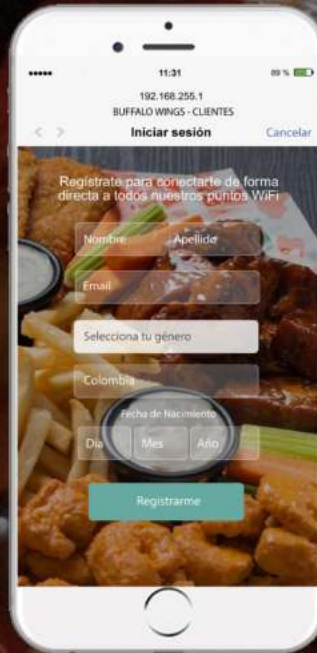 11:31
89 %
192.168.255.1
BUFFALO WINGS - CLIENTES
Iniciar sesión
Cancelar
Regístrate para conectarte de forma
directa a todos nuestros puntos WiFi
Nombre Apellido
Email
Selecciona tu género
Colombia
Fecha de Nacimiento
Día Mes Año
Registrarme